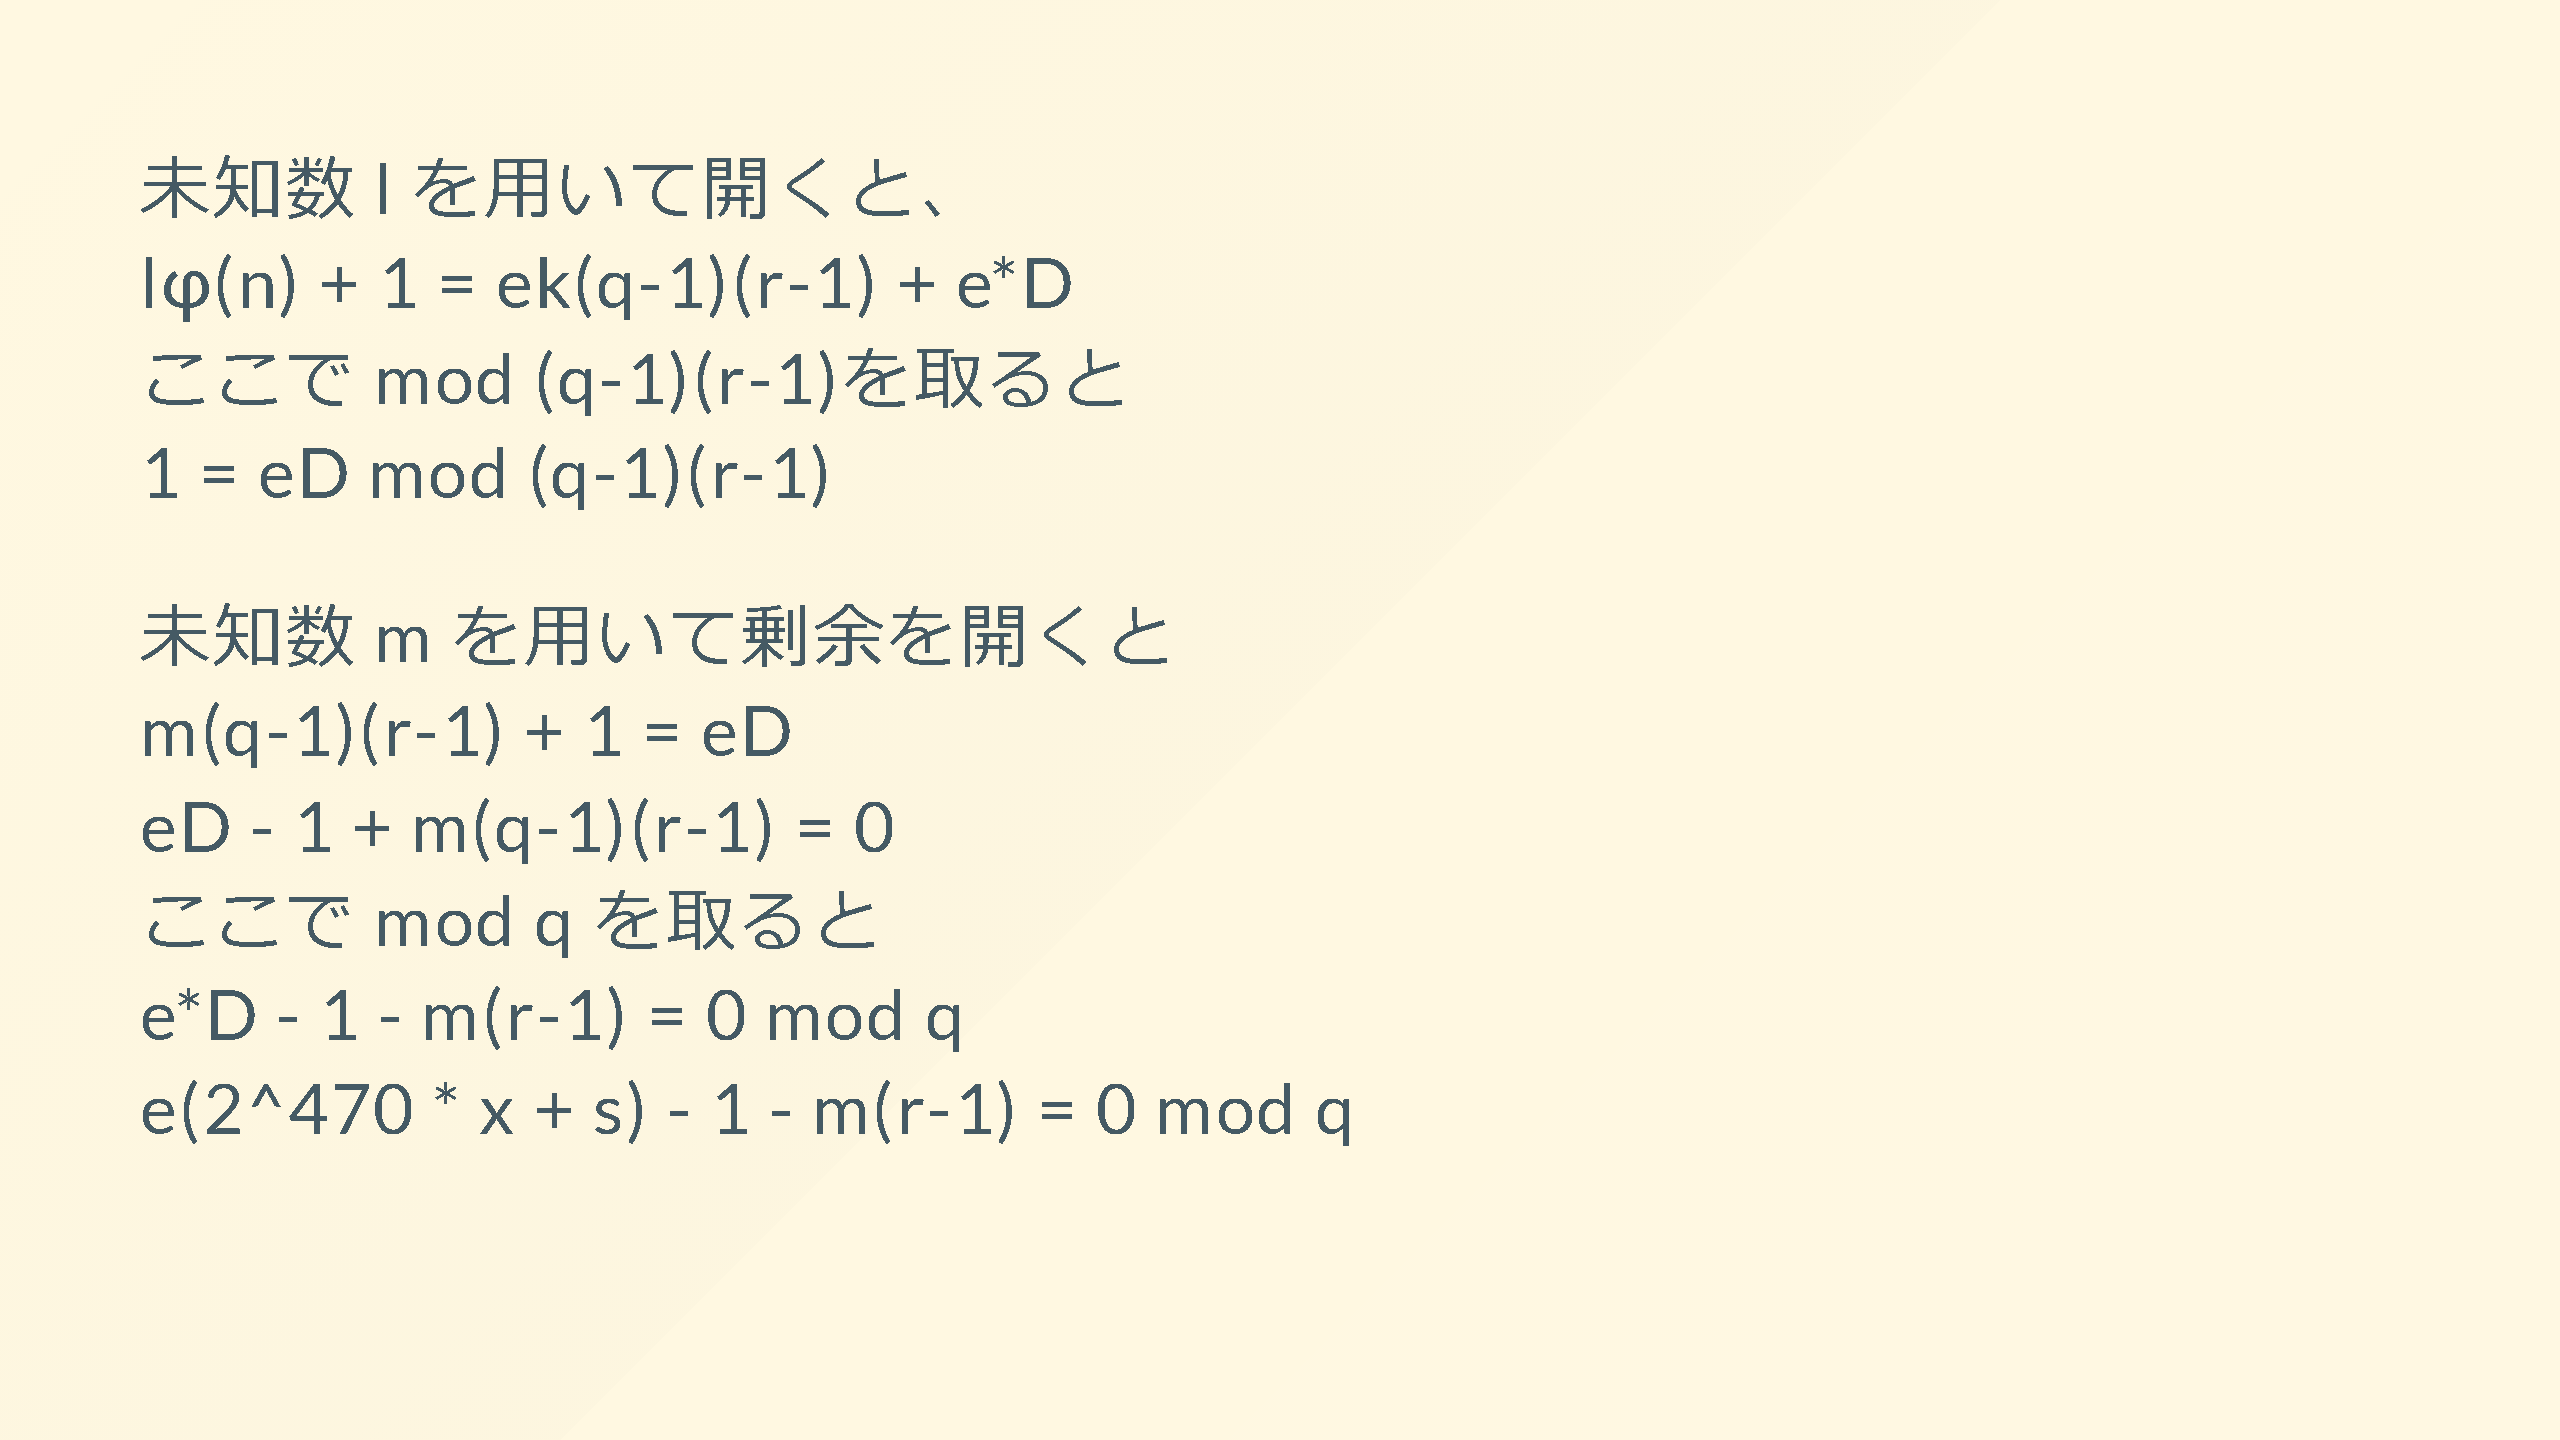 未知数 l を用いて開くと、
lφ(n) + 1 = ek(q-1)(r-1) + e*D
ここで mod (q-1)(r-1)を取ると
1 = eD mod (q-1)(r-1)
未知数 m を用いて剰余を開くと
m(q-1)(r-1) + 1 = eD
eD - 1 + m(q-1)(r-1) = 0
ここで mod q を取ると
e*D - 1 - m(r-1) = 0 mod q
e(2^470 * x + s) - 1 - m(r-1) = 0 mod q